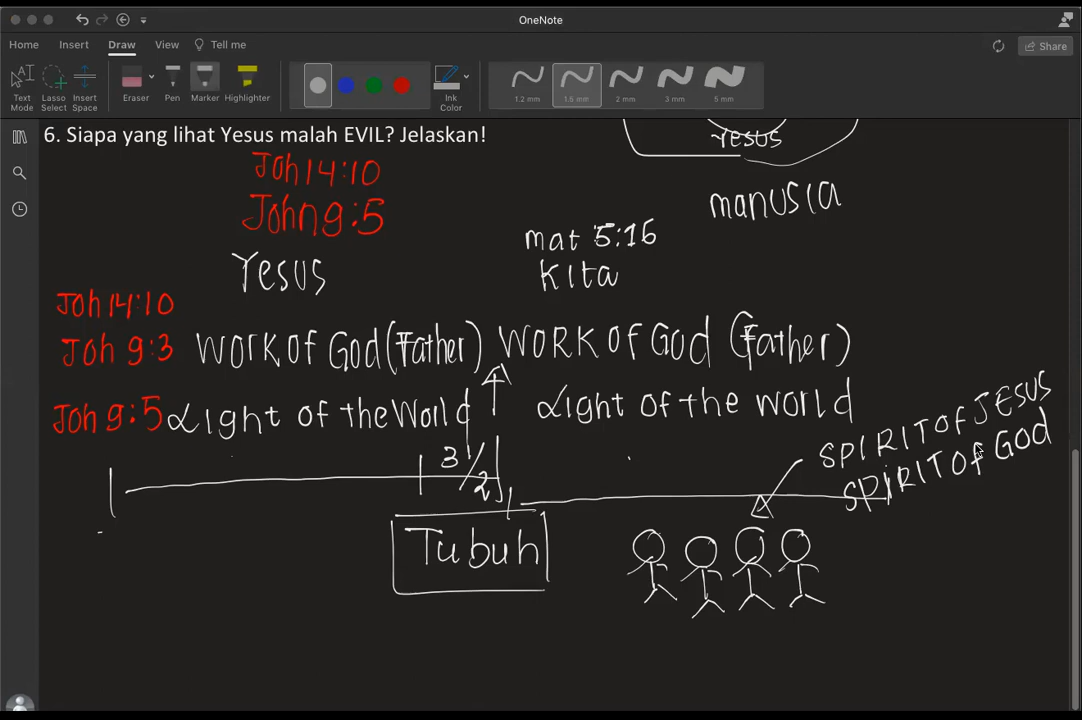 OneNote
Home Insert Draw View Tell me
Share
Text Mode
Lasso Select
Insert Space
Eraser
Pen
Marker
Highlighter
Ink Color
1.2 mm
1.5 mm
2 mm
3 mm
5 mm
6. Siapa yang lihat Yesus malah EVIL? Jelaskan!
Yesus
manusia
Joh 14:10
John 9:5
Yesus
mat 5:16
Kita
Joh 14:10
Joh 9:3 WORK OF God (Father) WORK OF GOD (Father)
Joh 9:5 Light of the World Light of the world
3 1/2
SPIRIT OF JESUS
SPIRIT OF GOD
Tubuh